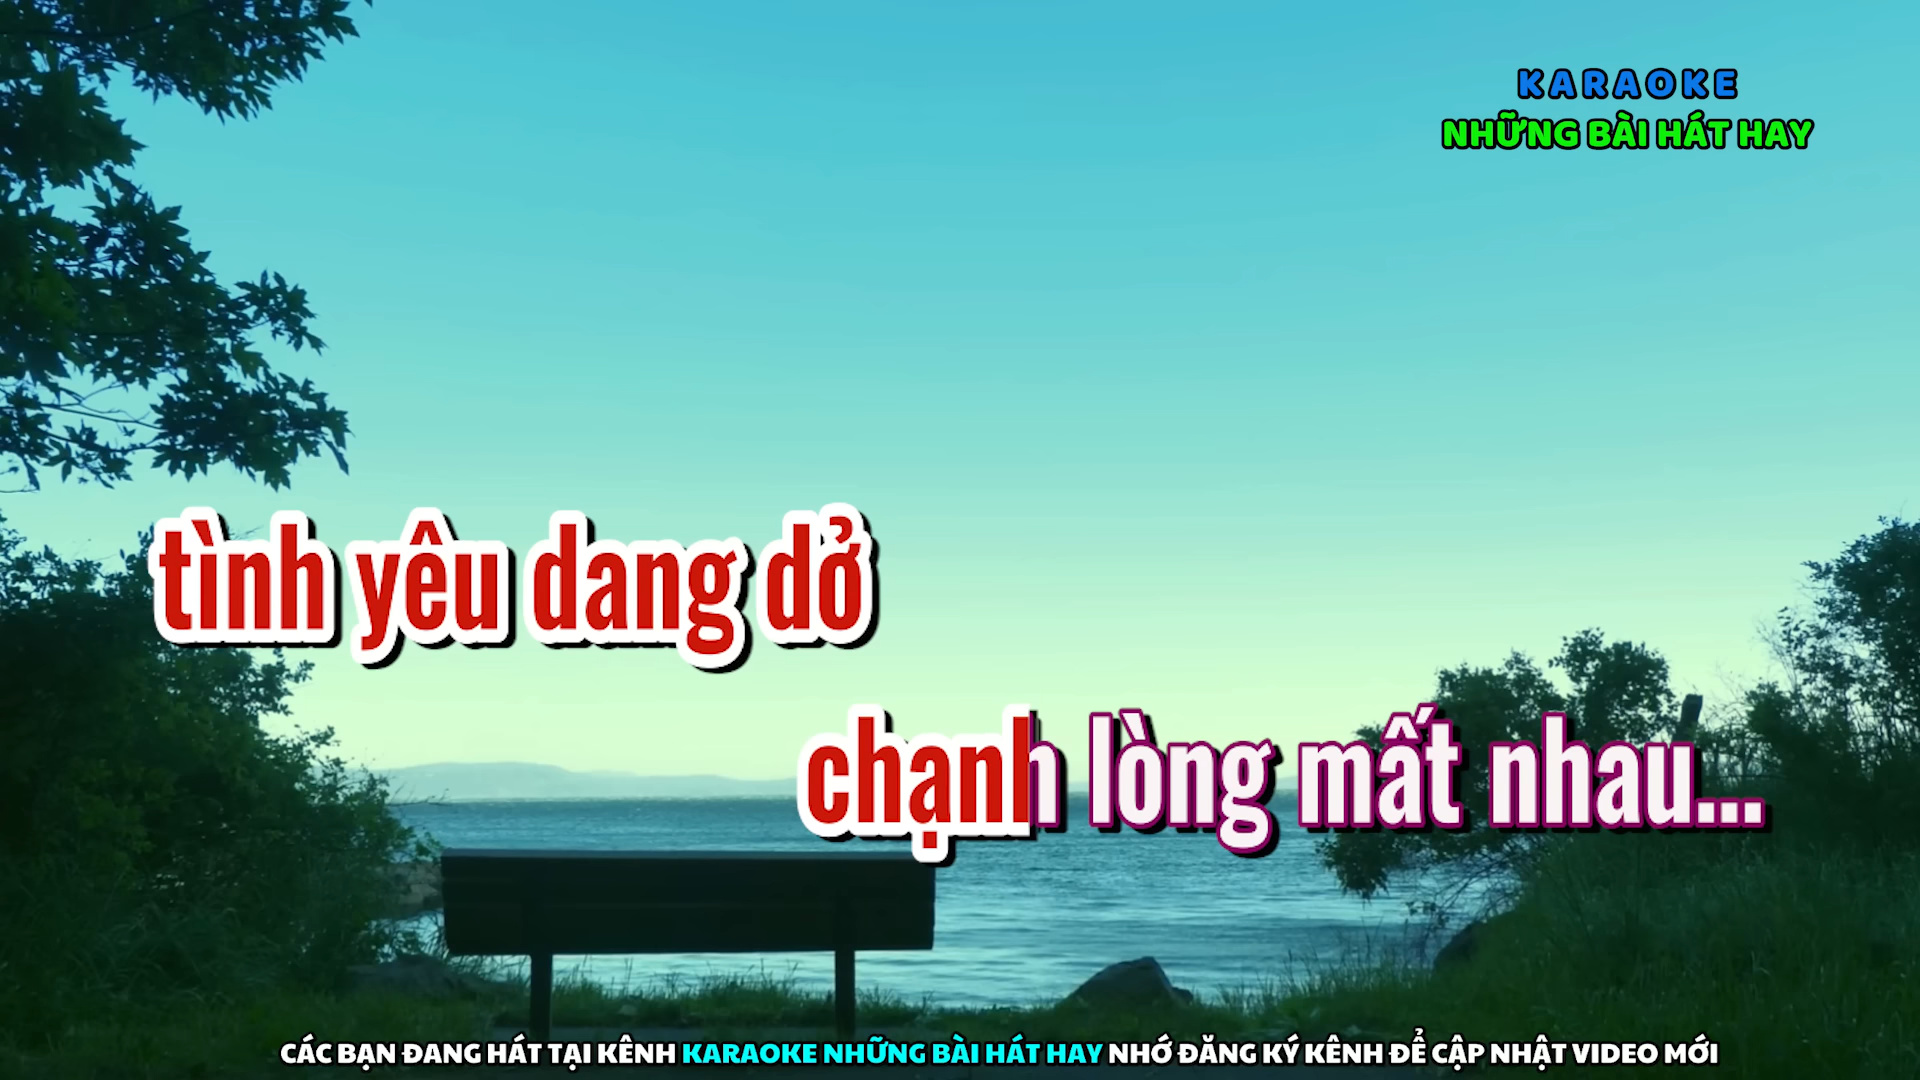 KARAOKE
NHỮNG BÀI HÁT HAY
tình yêu dang dở
chạnh lòng mất nhau...
CÁC BẠN ĐANG HÁT TẠI KÊNH KARAOKE NHỮNG BÀI HÁT HAY NHỚ ĐĂNG KÝ KÊNH ĐỂ CẬP NHẬT VIDEO MỚI